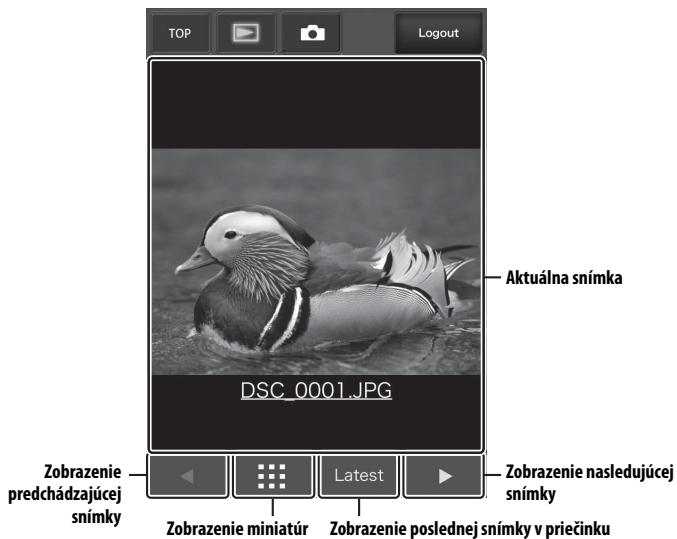 TOP
Logout
Aktuálna snímka
DSC_0001.JPG
Latest
Zobrazenie
predchádzajúcej
snímky
Zobrazenie nasledujúcej
snímky
Zobrazenie miniatúr
Zobrazenie poslednej snímky v priečinku